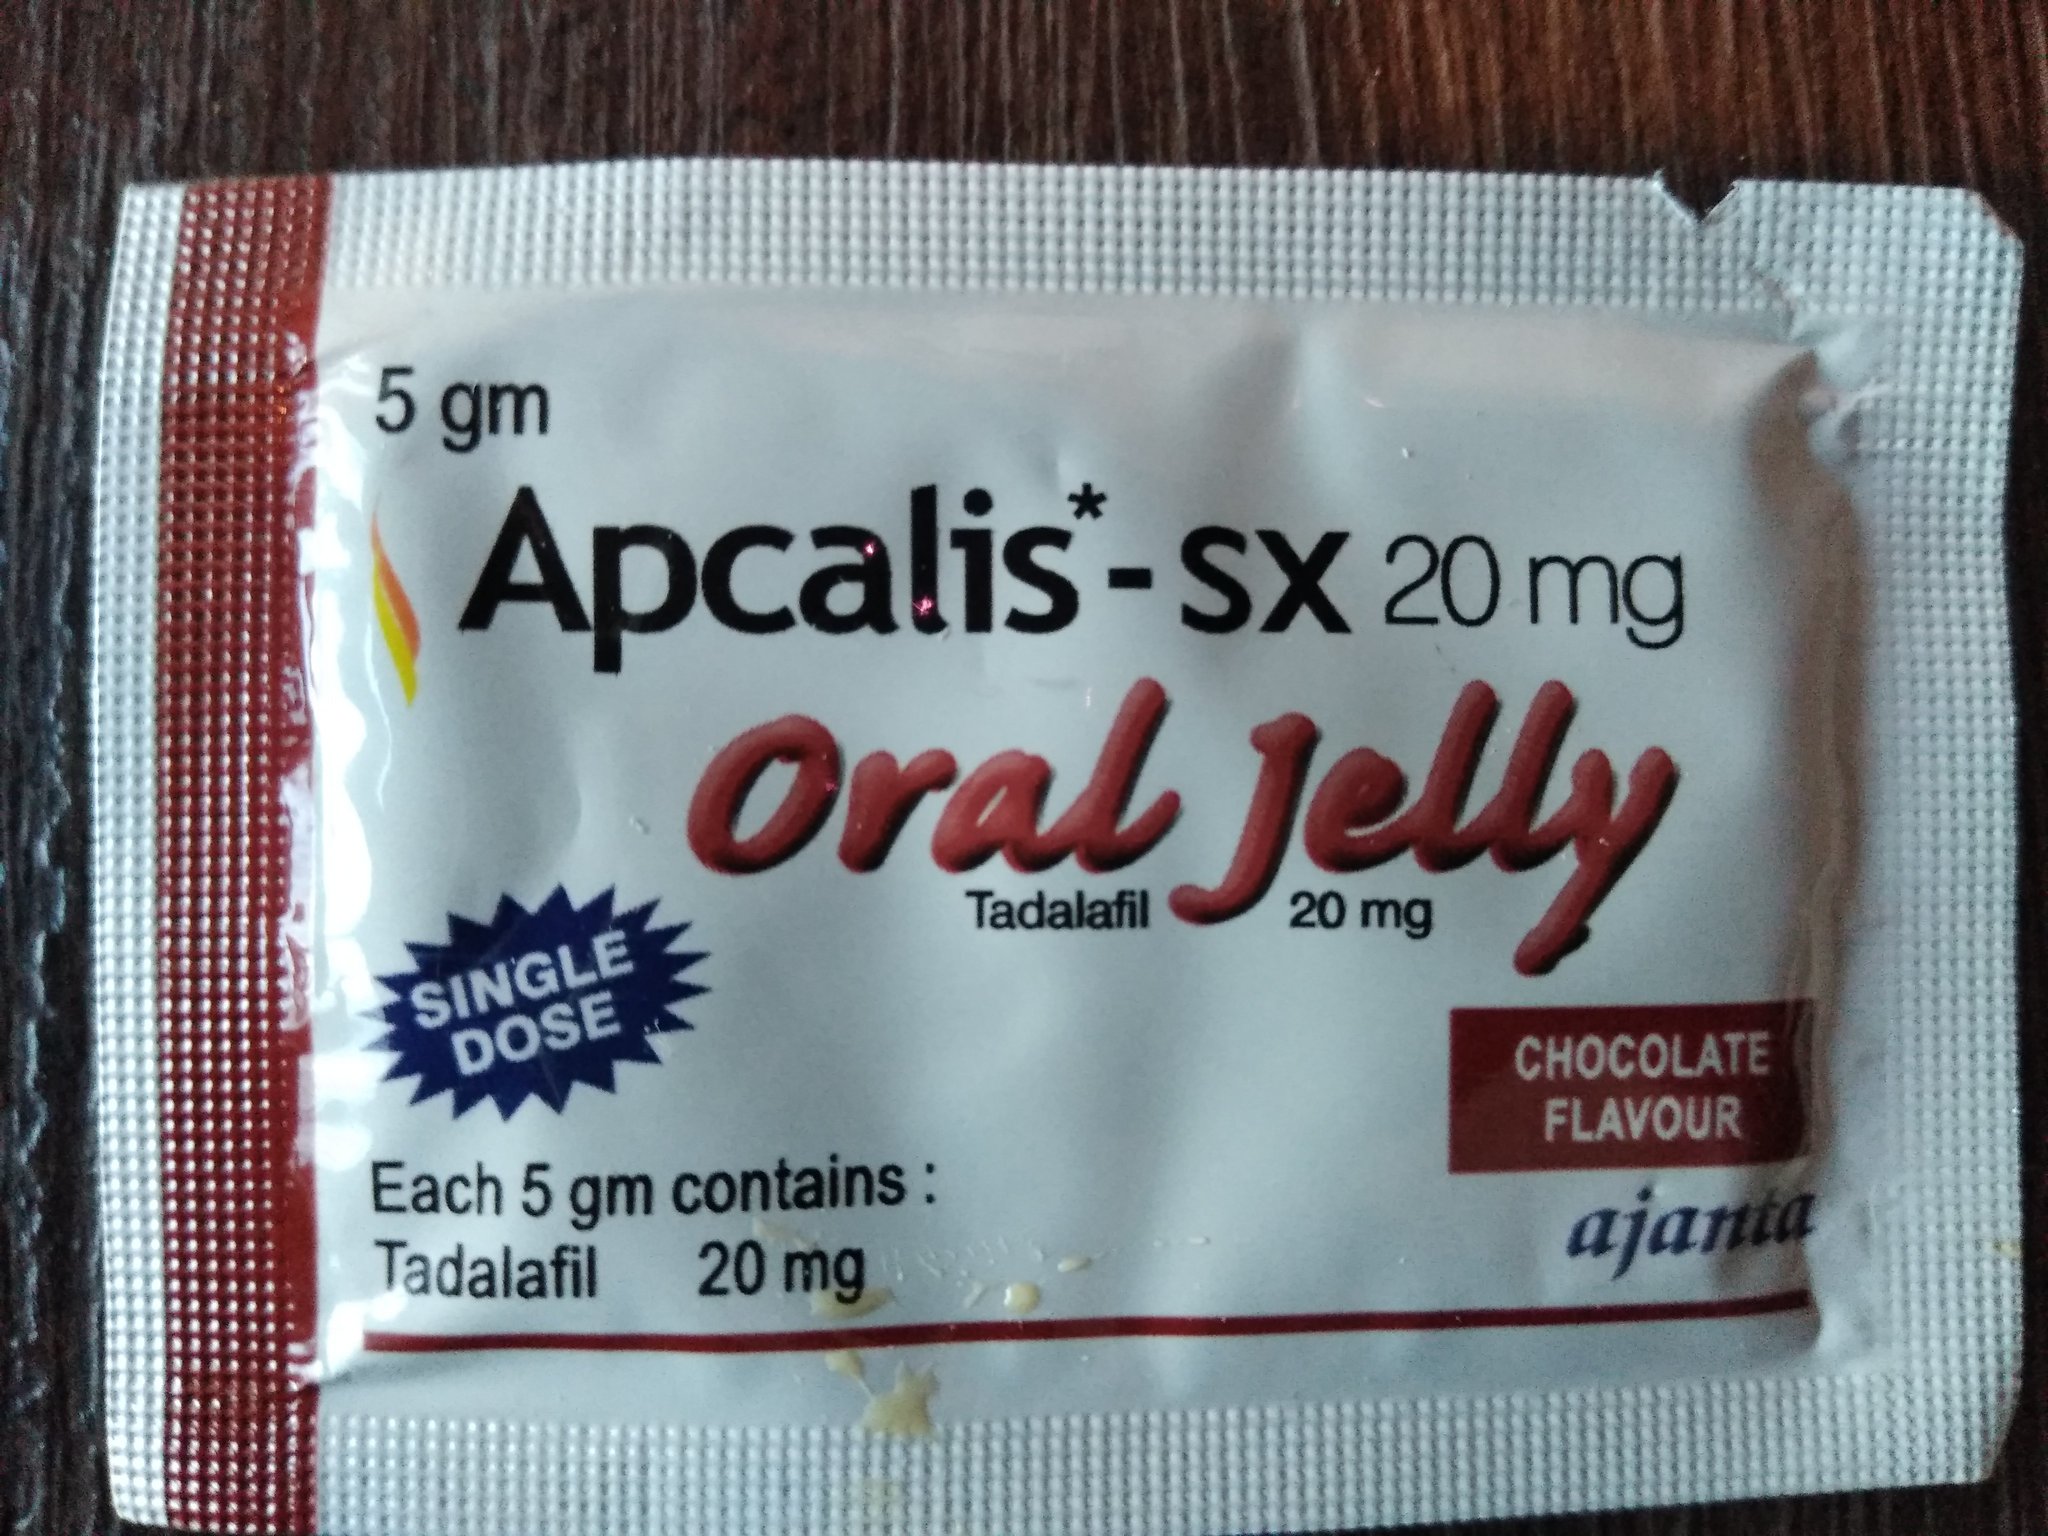 5 gm
Apcalis*-sx 20 mg
Oral Jelly
Tadalafil 20 mg
SINGLE
DOSE
CHOCOLATE
FLAVOUR
Each 5 gm contains :
Tadalafil 20 mg
ajanta